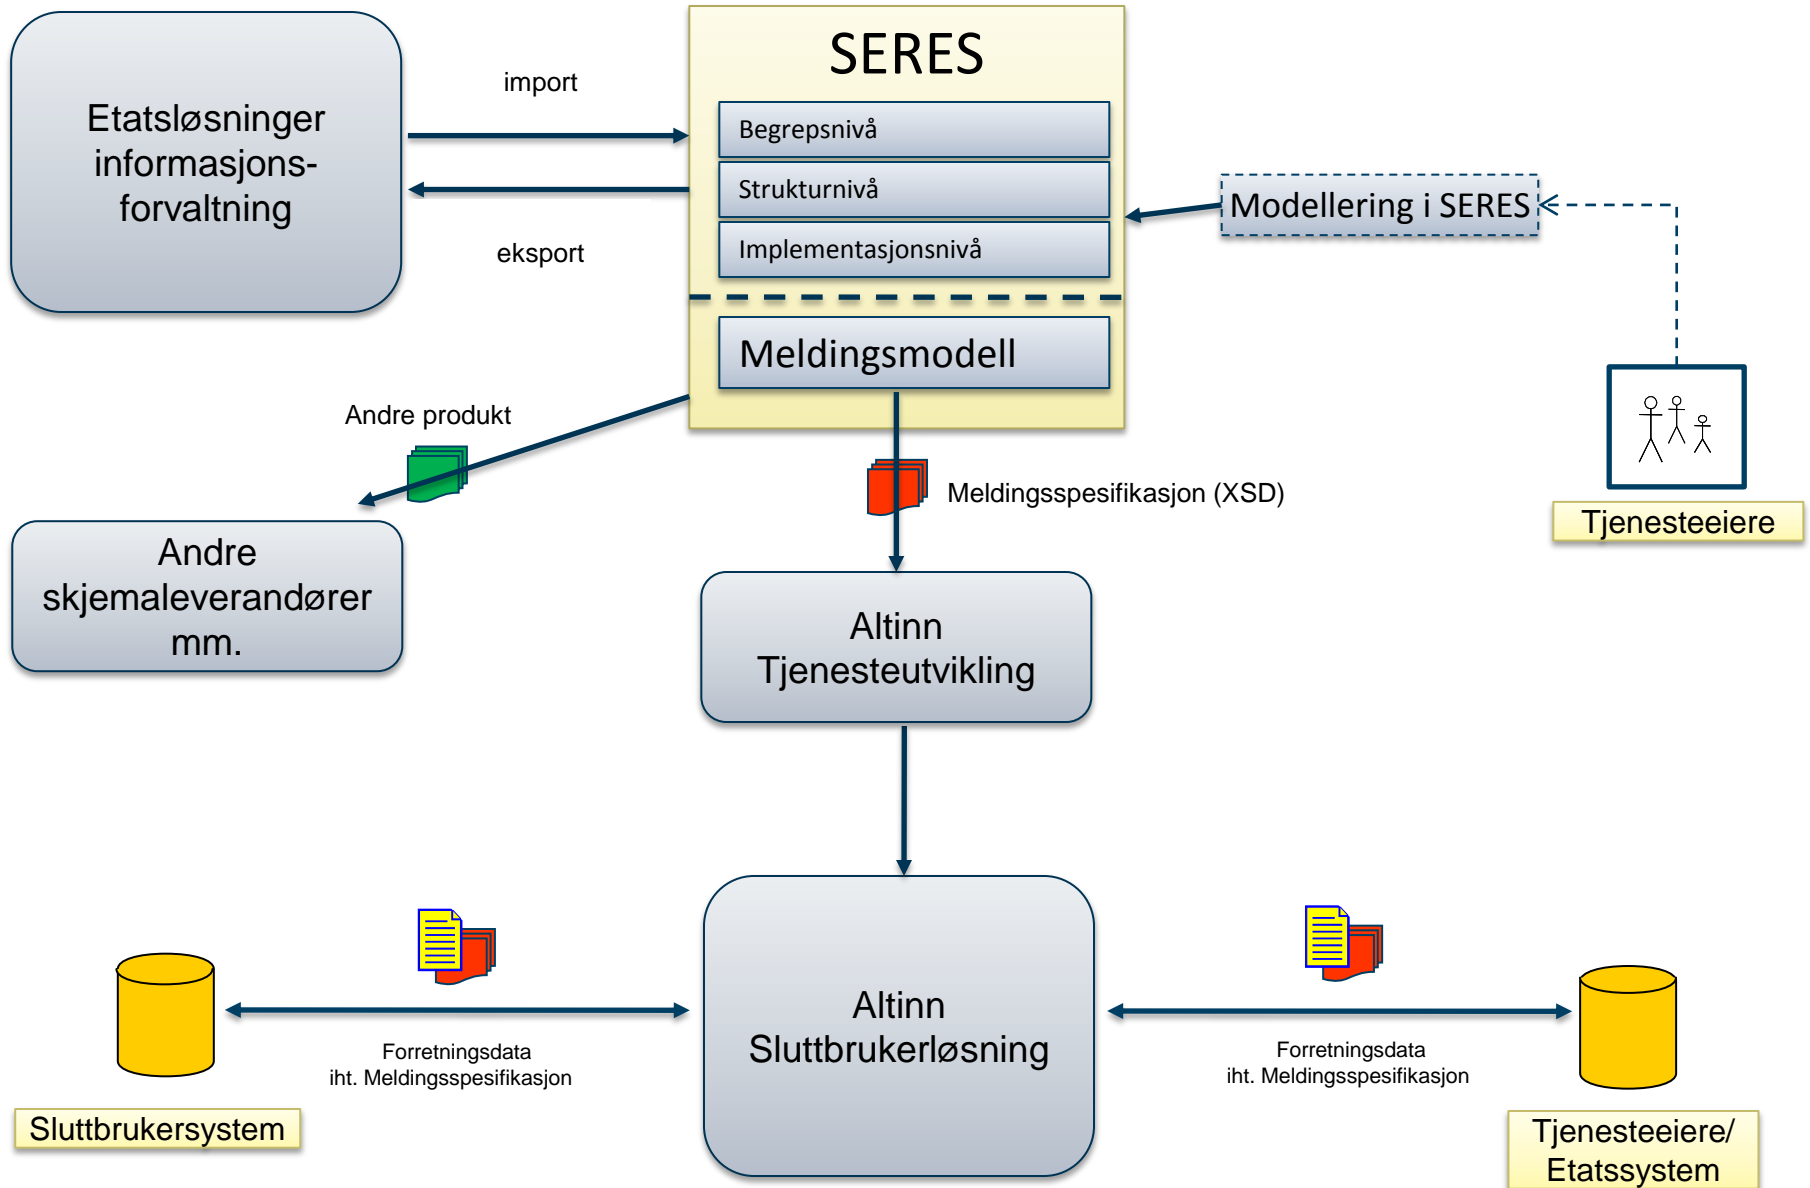 Etatsløsninger
informasjons-
forvaltning
import
eksport
SERES
Begrepsnivå
Strukturnivå
Implementasjonsnivå
Meldingsmodell
Modellering i SERES
Tjenesteeiere
Andre produkt
Meldingsspesifikasjon (XSD)
Andre
skjemaleverandører
mm.
Altinn
Tjenesteutvikling
Altinn
Sluttbrukerløsning
Forretningsdata
iht. Meldingsspesifikasjon
Forretningsdata
iht. Meldingsspesifikasjon
Sluttbrukersystem
Tjenesteeiere/
Etatssystem